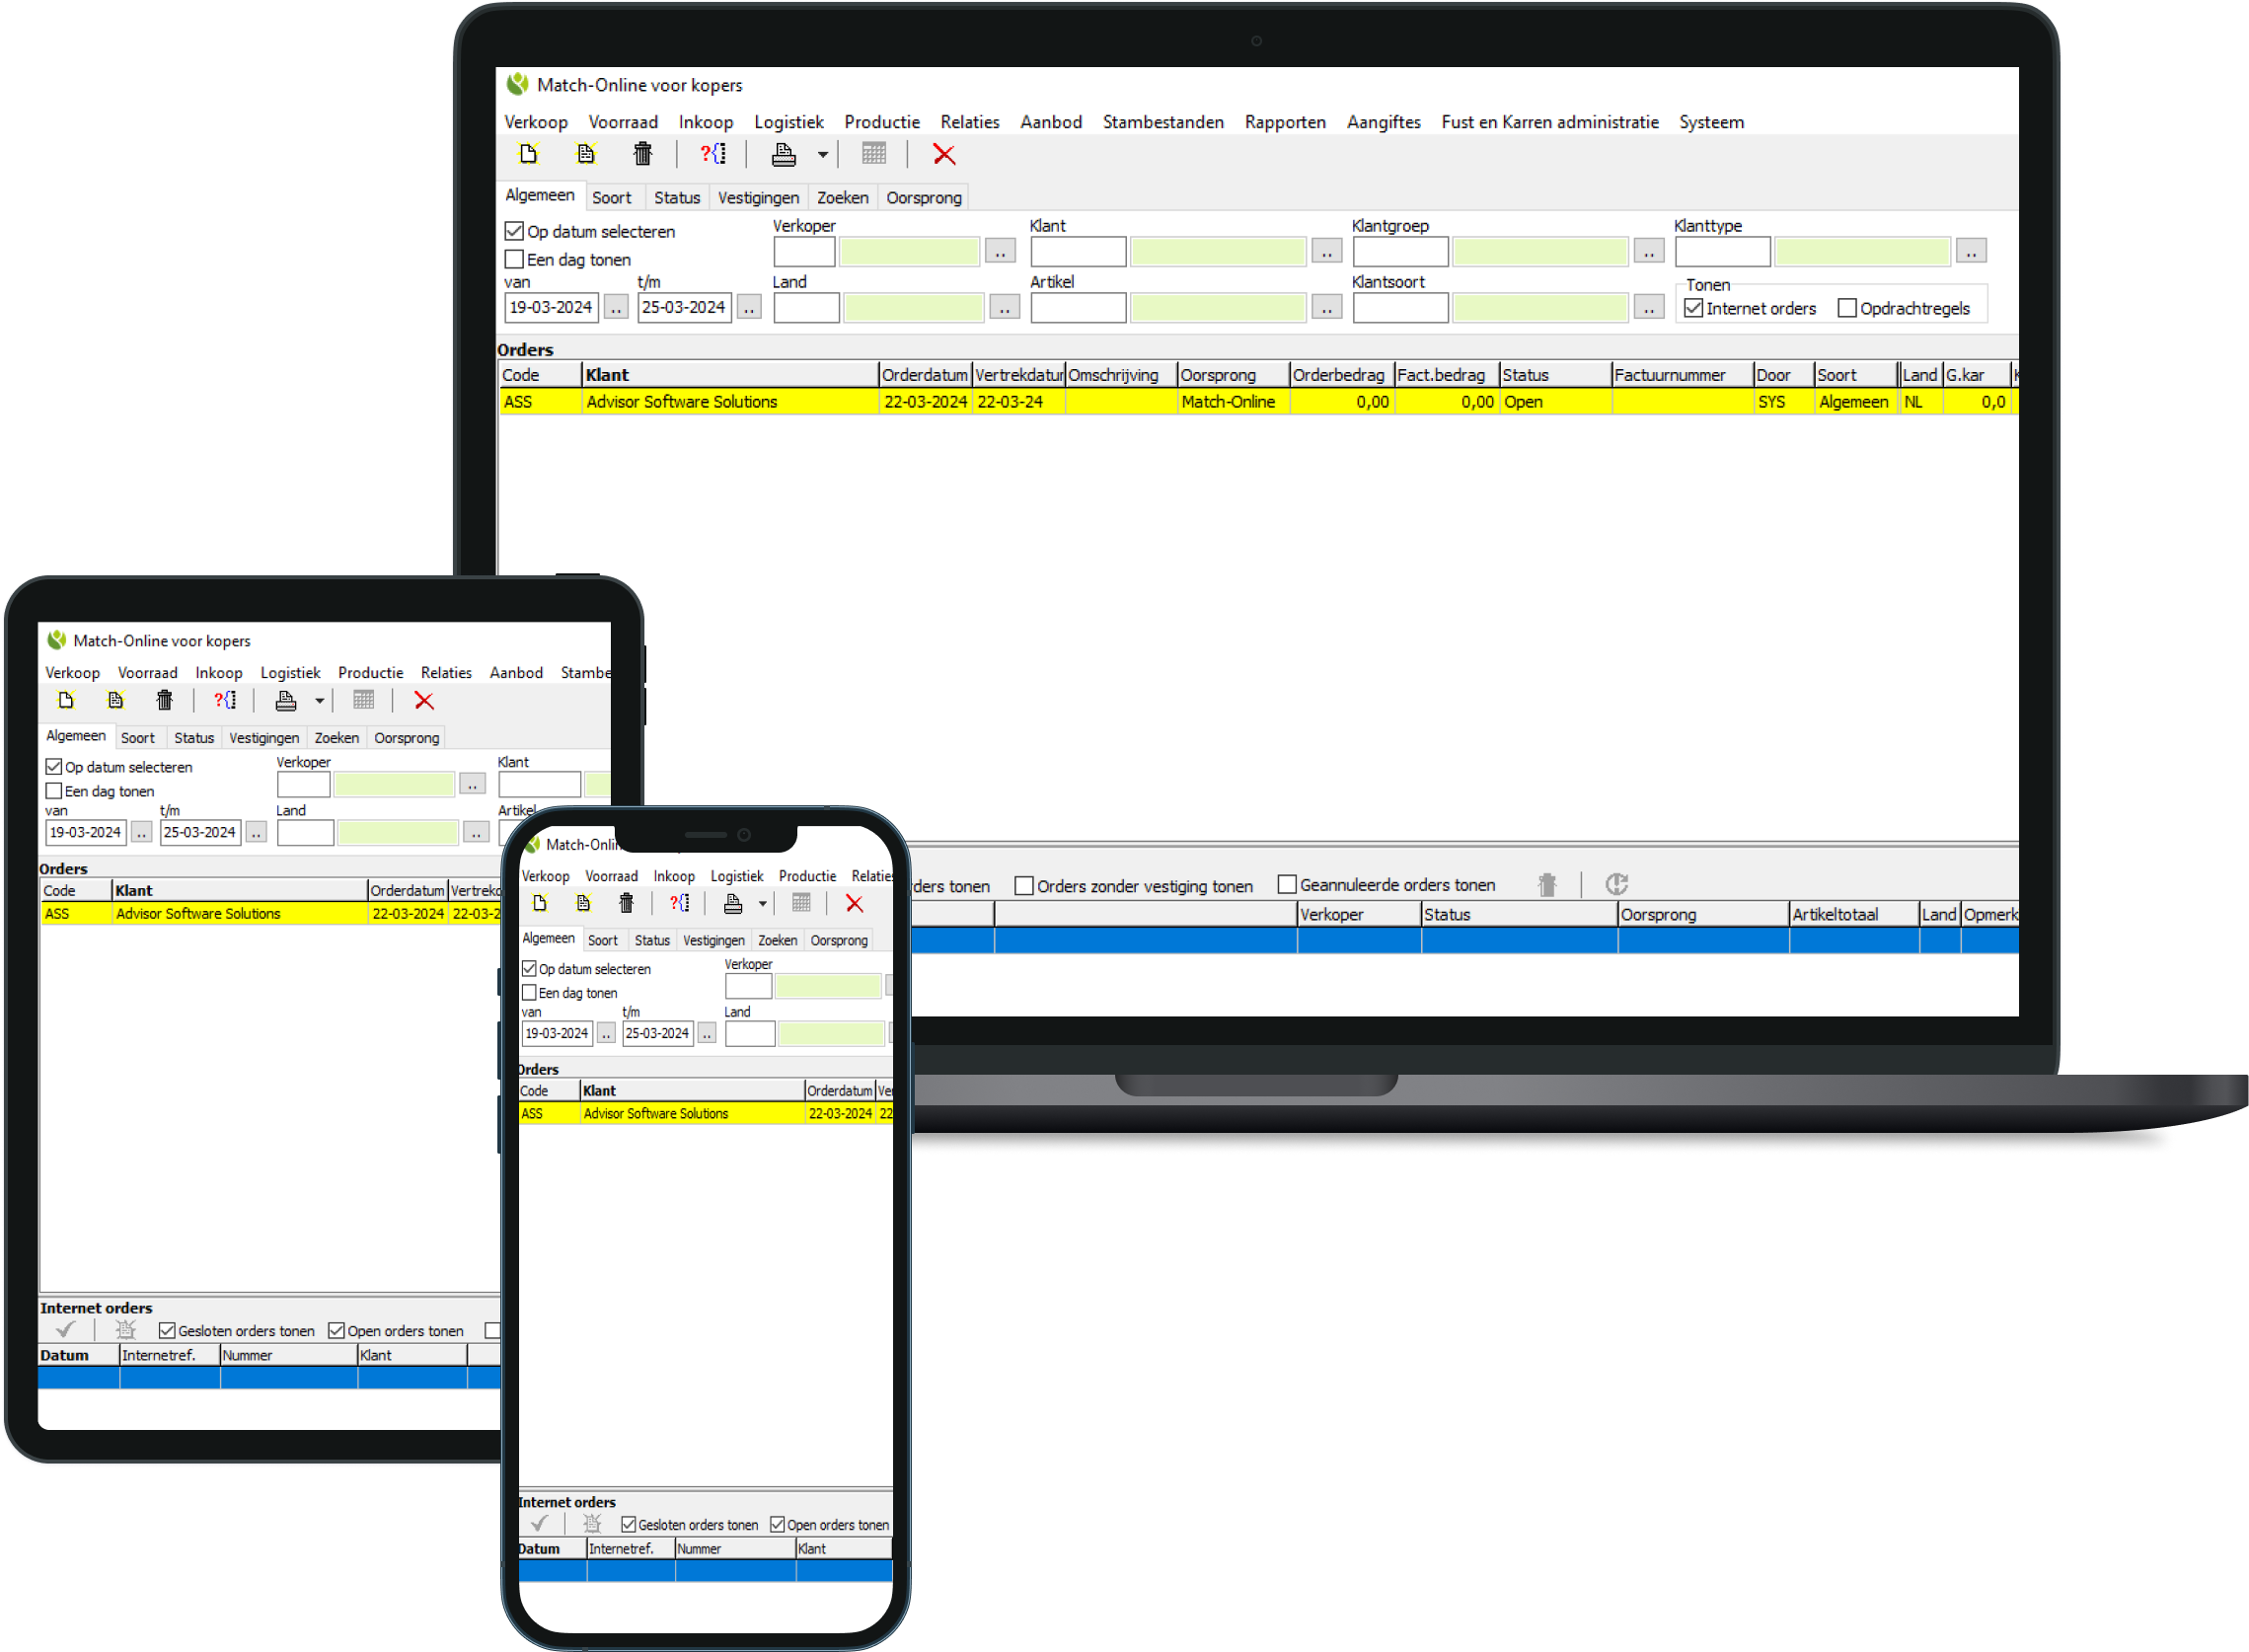 Match-Online voor kopers
Verkoop Voorraad Inkoop Logistiek Productie Relaties Aanbod Stambestanden Rapporten Aangiftes Fust en Karren administratie Systeem
Algemeen Soort Status Vestigingen Zoeken Oorsprong
Op datum selecteren Verkoper .. Klant .. Klantgroep .. Klanttype ..
Een dag tonen
van t/m Land Artikel Klantsoort Tonen
19-03-2024 .. 25-03-2024 .. .. .. .. Internet orders Opdrachtregels
Orders
Code Klant Orderdatum Vertrekdatur Omschrijving Oorsprong Orderbedrag Fact.bedrag Status Factuurnummer Door Soort Land G.kar
ASS Advisor Software Solutions 22-03-2024 22-03-24 Match-Online 0,00 0,00 Open SYS Algemeen NL 0,0
rders tonen Orders zonder vestiging tonen Geannuleerde orders tonen
Verkoper Status Oorsprong Artikeltotaal Land Opmerk
Match-Online voor kopers
Verkoop Voorraad Inkoop Logistiek Productie Relaties Aanbod Stambe
Algemeen Soort Status Vestigingen Zoeken Oorsprong
Op datum selecteren Verkoper .. Klant
Een dag tonen
van t/m Land Artikel
19-03-2024 .. 25-03-2024 .. ..
Orders
Code Klant Orderdatum Vertrekd
ASS Advisor Software Solutions 22-03-2024 22-03-2
Internet orders
Gesloten orders tonen Open orders tonen
Datum Internetref. Nummer Klant
Match-Onlin
Verkoop Voorraad Inkoop Logistiek Productie Relaties
Algemeen Soort Status Vestigingen Zoeken Oorsprong
Op datum selecteren Verkoper
Een dag tonen
van t/m Land
19-03-2024 .. 25-03-2024 ..
Orders
Code Klant Orderdatum Ver
ASS Advisor Software Solutions 22-03-2024 22
Internet orders
Gesloten orders tonen Open orders tonen
Datum Internetref. Nummer Klant